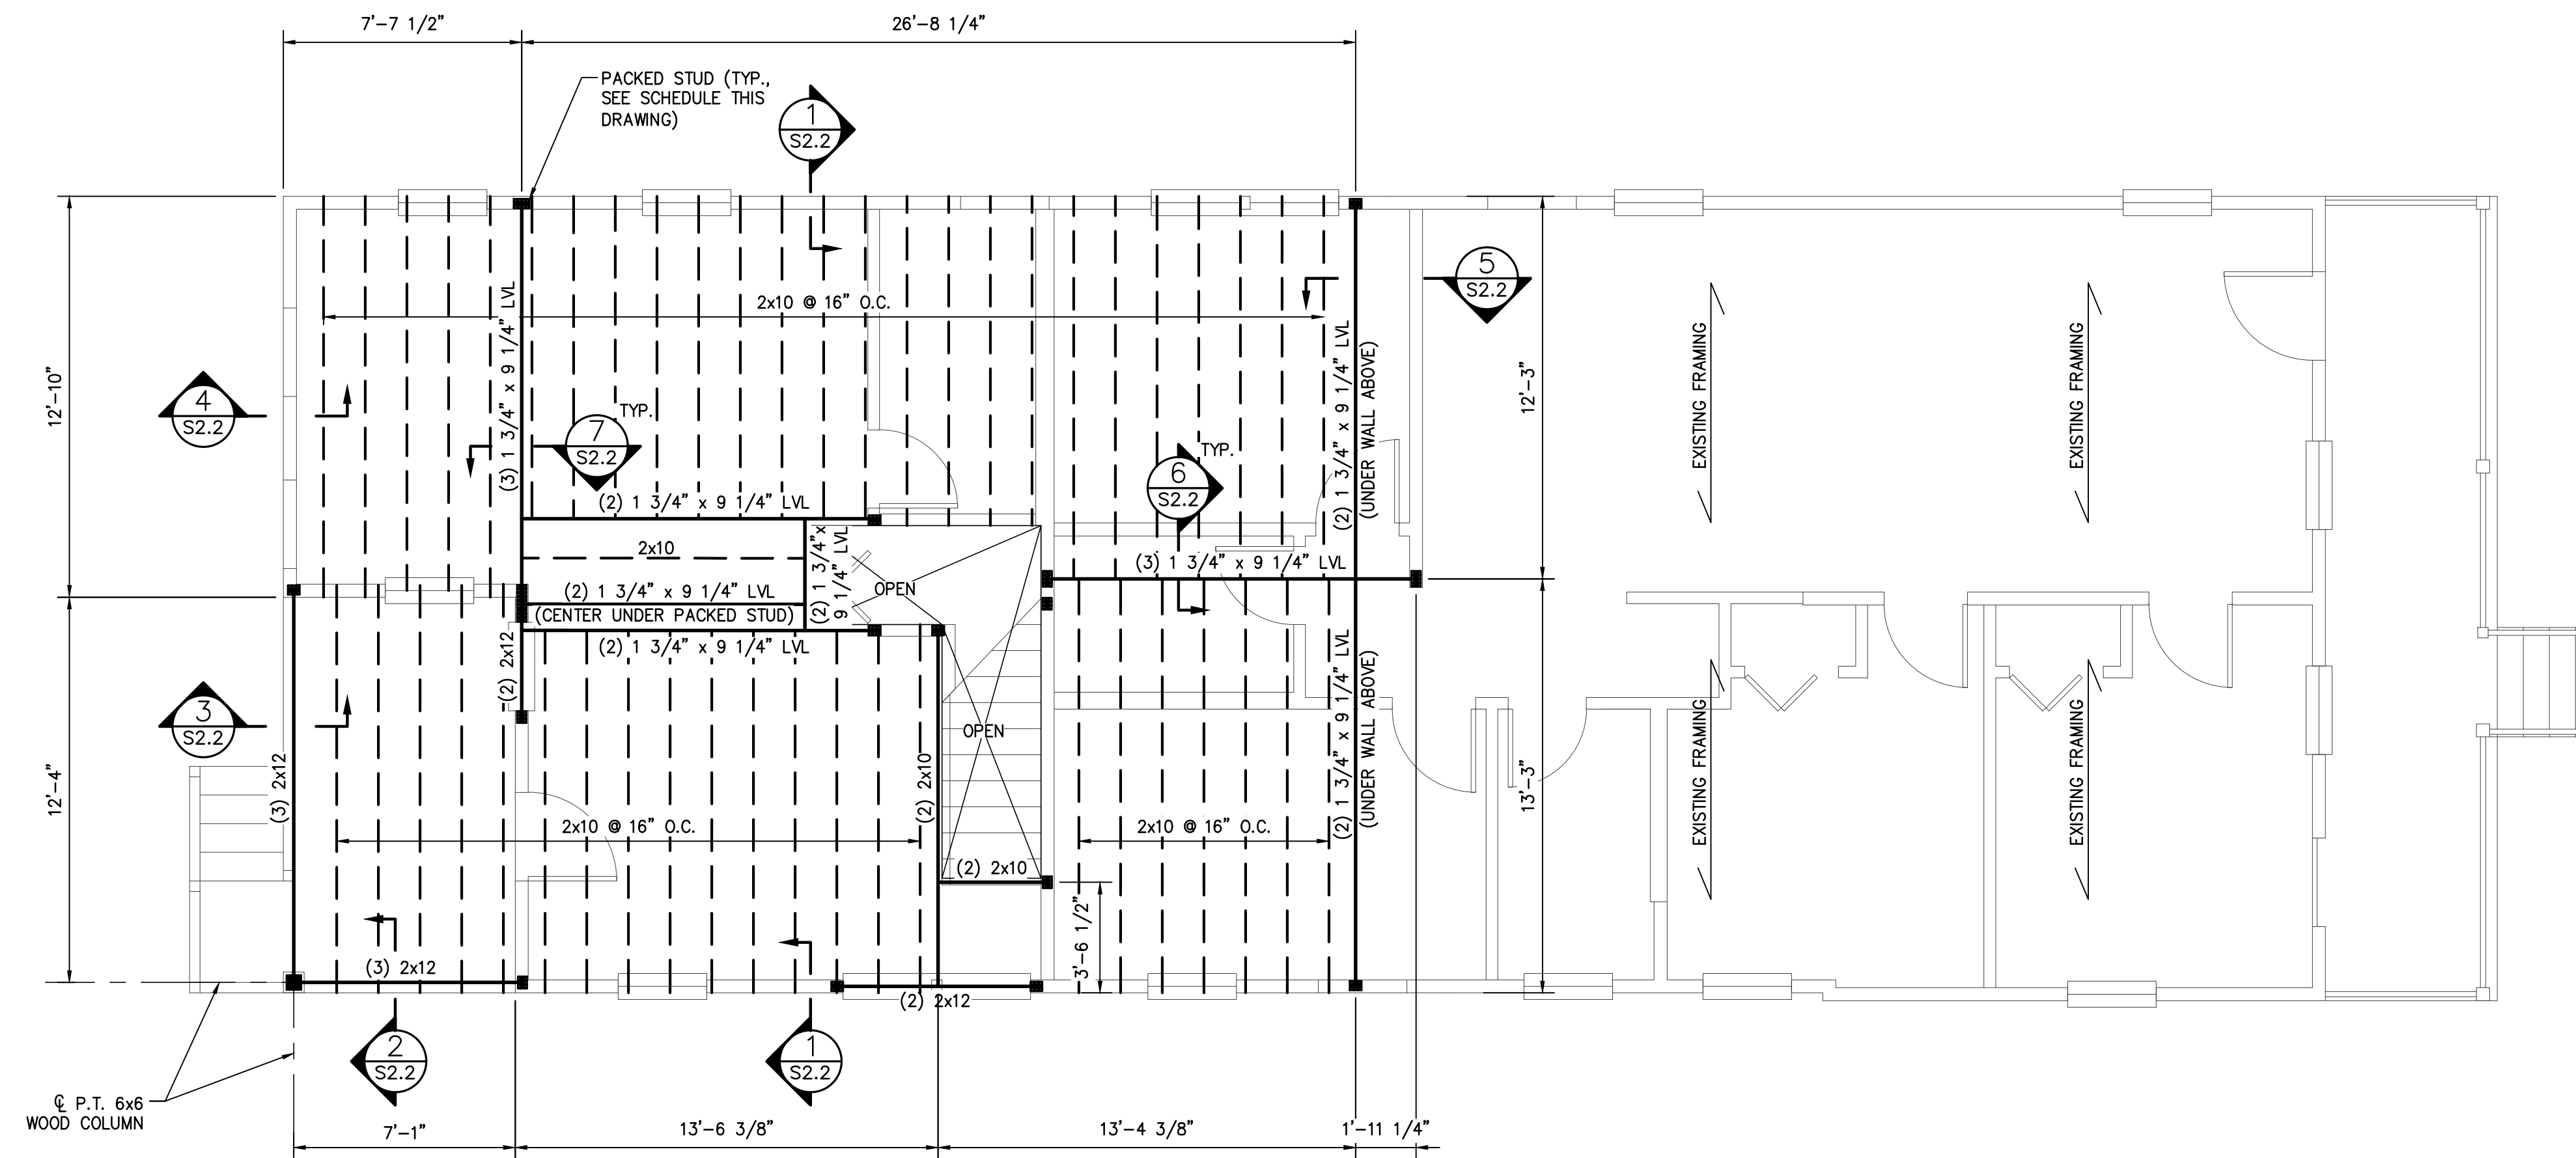 7'-7 1/2"
26'-8 1/4"
PACKED STUD (TYP.,
SEE SCHEDULE THIS
DRAWING)
1
S2.2
5
S2.2
2x10 @ 16" O.C.
(3) 1 3/4" x 9 1/4" LVL
(2) 1 3/4" x 9 1/4" LVL
(UNDER WALL ABOVE)
12'-10"
12'-3"
EXISTING FRAMING
EXISTING FRAMING
4
S2.2
TYP.
7
S2.2
TYP.
6
S2.2
(2) 1 3/4" x 9 1/4" LVL
2x10
(2) 1 3/4"x
9 1/4" LVL
(3) 1 3/4" x 9 1/4" LVL
(2) 1 3/4" x 9 1/4" LVL
(CENTER UNDER PACKED STUD)
OPEN
(2) 1 3/4" x 9 1/4" LVL
(2) 2x12
3
S2.2
OPEN
(2) 1 3/4" x 9 1/4" LVL
(UNDER WALL ABOVE)
12'-4"
(3) 2x12
(2) 2x10
13'-3"
EXISTING FRAMING
EXISTING FRAMING
2x10 @ 16" O.C.
2x10 @ 16" O.C.
(2) 2x10
3'-6 1/2"
(3) 2x12
(2) 2x12
2
S2.2
1
S2.2
℄ P.T. 6x6
WOOD COLUMN
7'-1"
13'-6 3/8"
13'-4 3/8"
1'-11 1/4"